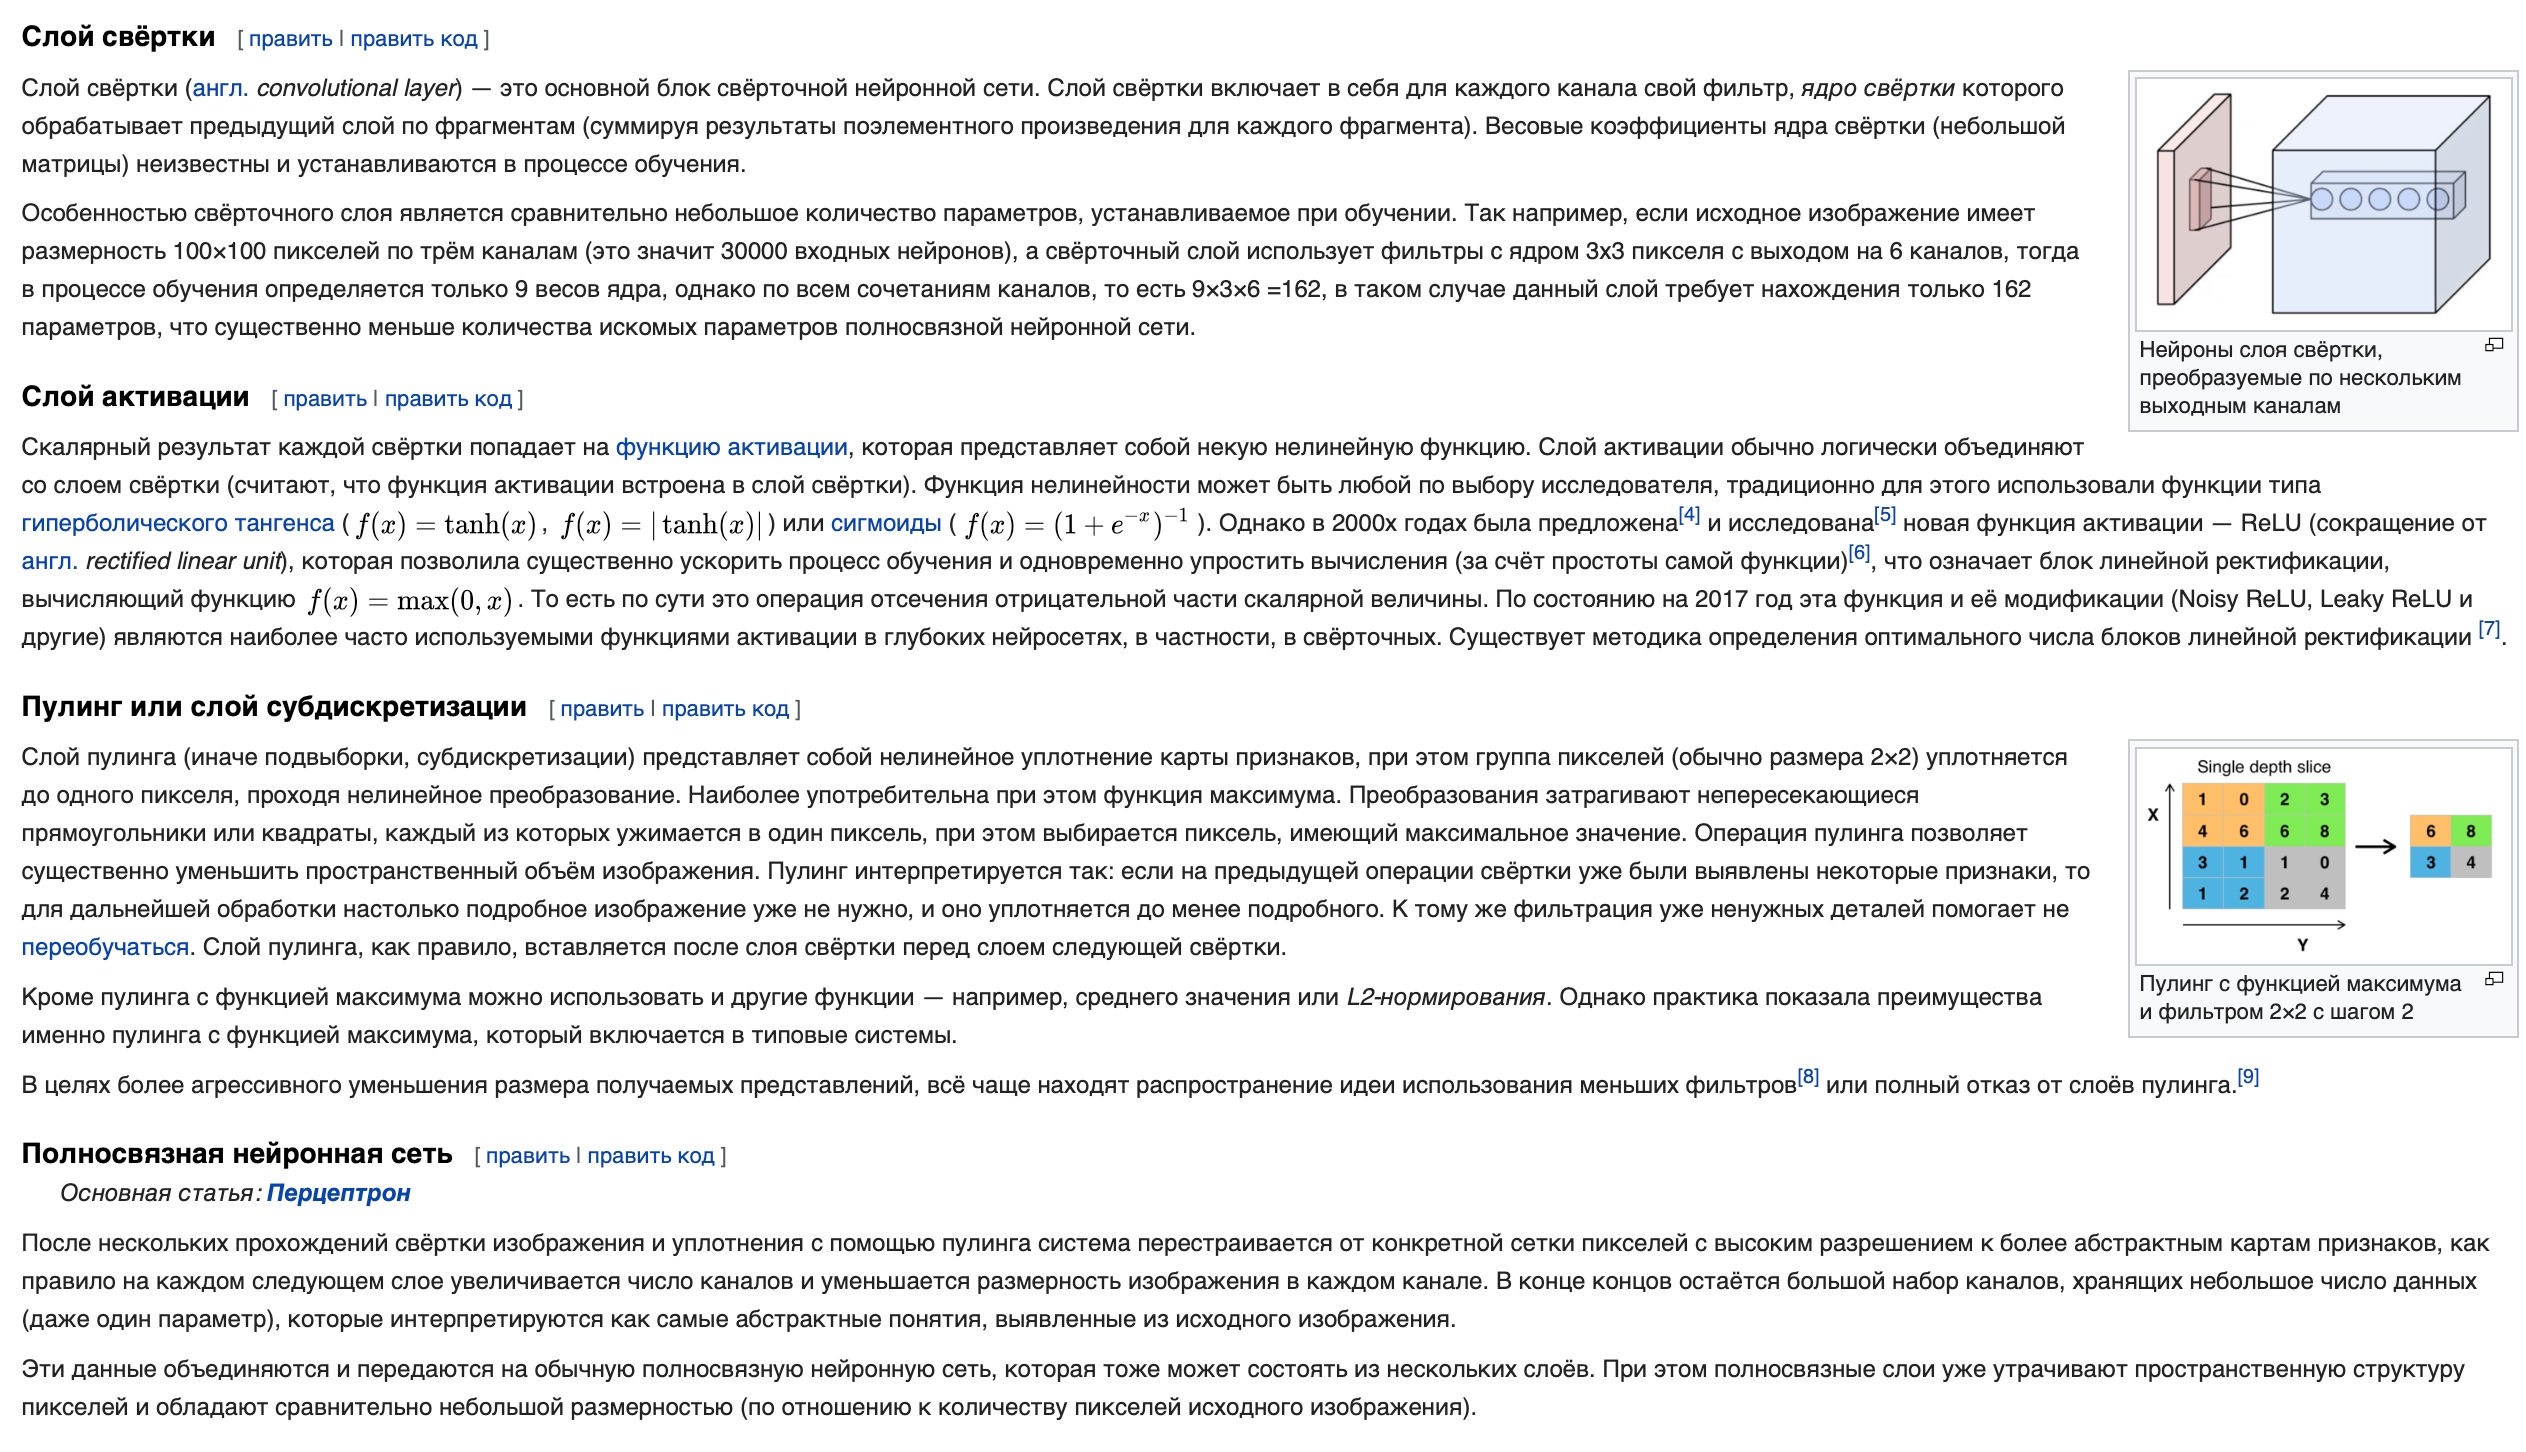 Слой свёртки [ править | править код ]
Слой свёртки (англ. convolutional layer) — это основной блок свёрточной нейронной сети. Слой свёртки включает в себя для каждого канала свой фильтр, ядро свёртки которого
обрабатывает предыдущий слой по фрагментам (суммируя результаты поэлементного произведения для каждого фрагмента). Весовые коэффициенты ядра свёртки (небольшой
матрицы) неизвестны и устанавливаются в процессе обучения.
Особенностью свёрточного слоя является сравнительно небольшое количество параметров, устанавливаемое при обучении. Так например, если исходное изображение имеет
размерность 100×100 пикселей по трём каналам (это значит 30000 входных нейронов), а свёрточный слой использует фильтры с ядром 3x3 пикселя с выходом на 6 каналов, тогда
в процессе обучения определяется только 9 весов ядра, однако по всем сочетаниям каналов, то есть 9×3×6 =162, в таком случае данный слой требует нахождения только 162
параметров, что существенно меньше количества искомых параметров полносвязной нейронной сети.
Нейроны слоя свёртки,
преобразуемые по нескольким
выходным каналам
Слой активации [ править | править код ]
Скалярный результат каждой свёртки попадает на функцию активации, которая представляет собой некую нелинейную функцию. Слой активации обычно логически объединяют
со слоем свёртки (считают, что функция активации встроена в слой свёртки). Функция нелинейности может быть любой по выбору исследователя, традиционно для этого использовали функции типа
гиперболического тангенса ( f(x) = tanh(x), f(x) = |tanh(x)| ) или сигмоиды ( f(x) = (1 + e^{-x})^{-1} ). Однако в 2000х годах была предложена[4] и исследована[5] новая функция активации — ReLU (сокращение от
англ. rectified linear unit), которая позволила существенно ускорить процесс обучения и одновременно упростить вычисления (за счёт простоты самой функции)[6], что означает блок линейной ректификации,
вычисляющий функцию f(x) = max(0, x). То есть по сути это операция отсечения отрицательной части скалярной величины. По состоянию на 2017 год эта функция и её модификации (Noisy ReLU, Leaky ReLU и
другие) являются наиболее часто используемыми функциями активации в глубоких нейросетях, в частности, в свёрточных. Существует методика определения оптимального числа блоков линейной ректификации [7].
Пулинг или слой субдискретизации [ править | править код ]
Слой пулинга (иначе подвыборки, субдискретизации) представляет собой нелинейное уплотнение карты признаков, при этом группа пикселей (обычно размера 2×2) уплотняется
до одного пикселя, проходя нелинейное преобразование. Наиболее употребительна при этом функция максимума. Преобразования затрагивают непересекающиеся
прямоугольники или квадраты, каждый из которых ужимается в один пиксель, при этом выбирается пиксель, имеющий максимальное значение. Операция пулинга позволяет
существенно уменьшить пространственный объём изображения. Пулинг интерпретируется так: если на предыдущей операции свёртки уже были выявлены некоторые признаки, то
для дальнейшей обработки настолько подробное изображение уже не нужно, и оно уплотняется до менее подробного. К тому же фильтрация уже ненужных деталей помогает не
переобучаться. Слой пулинга, как правило, вставляется после слоя свёртки перед слоем следующей свёртки.
Кроме пулинга с функцией максимума можно использовать и другие функции — например, среднего значения или L2-нормирования. Однако практика показала преимущества
именно пулинга с функцией максимума, который включается в типовые системы.
Single depth slice
X
1 0 2 3
4 6 6 8
3 1 1 0
1 2 2 4
6 8
3 4
Y
Пулинг с функцией максимума
и фильтром 2×2 с шагом 2
В целях более агрессивного уменьшения размера получаемых представлений, всё чаще находят распространение идеи использования меньших фильтров[8] или полный отказ от слоёв пулинга.[9]
Полносвязная нейронная сеть [ править | править код ]
Основная статья: Перцептрон
После нескольких прохождений свёртки изображения и уплотнения с помощью пулинга система перестраивается от конкретной сетки пикселей с высоким разрешением к более абстрактным картам признаков, как
правило на каждом следующем слое увеличивается число каналов и уменьшается размерность изображения в каждом канале. В конце концов остаётся большой набор каналов, хранящих небольшое число данных
(даже один параметр), которые интерпретируются как самые абстрактные понятия, выявленные из исходного изображения.
Эти данные объединяются и передаются на обычную полносвязную нейронную сеть, которая тоже может состоять из нескольких слоёв. При этом полносвязные слои уже утрачивают пространственную структуру
пикселей и обладают сравнительно небольшой размерностью (по отношению к количеству пикселей исходного изображения).